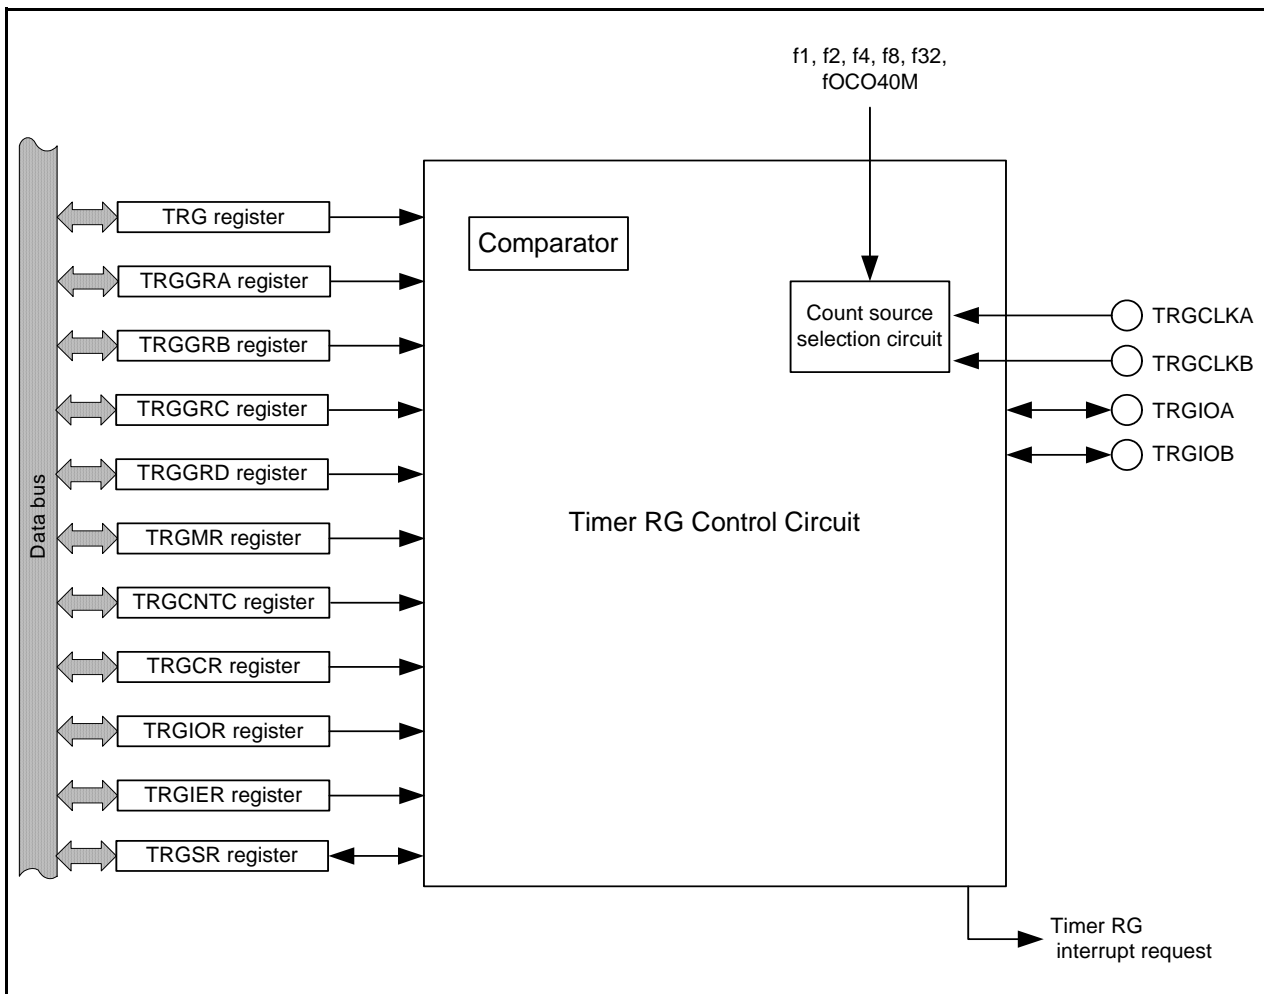 f1, f2, f4, f8, f32,
fOCO40M
TRG register
Comparator
TRGGRA register
Count source
selection circuit
TRGCLKA
TRGGRB register
TRGCLKB
TRGGRC register
TRGIOA
TRGGRD register
TRGIOB
Data bus
TRGMR register
Timer RG Control Circuit
TRGCNTC register
TRGCR register
TRGIOR register
TRGIER register
TRGSR register
Timer RG
interrupt request